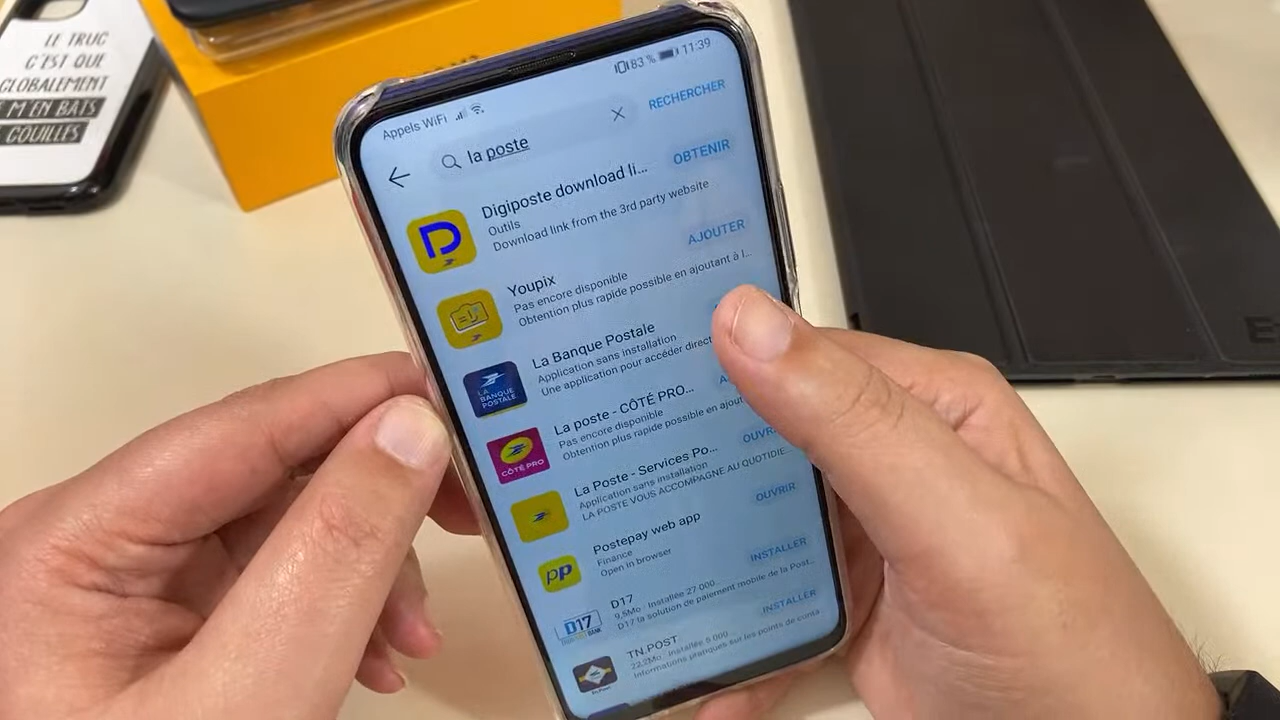 LE TRUC
C'EST QUE
GLOBALEMENT
M'EN BATS
COUILLES
Appels WiFi
83 %
11:39
la poste
RECHERCHER
Digiposte download li...
Outils
Download link from the 3rd party website
OBTENIR
Youpix
Pas encore disponible
Obtention plus rapide possible en ajoutant à l...
AJOUTER
La Banque Postale
Application sans installation
Une application pour accéder direct
LA
BANQUE
POSTALE
La poste - CÔTÉ PRO...
Pas encore disponible
Obtention plus rapide possible en ajout
CÔTÉ PRO
La Poste - Services Po...
Application sans installation
LA POSTE VOUS ACCOMPAGNE AU QUOTIDIE
OUVR
Postepay web app
Finance
Open in browser
OUVRIR
pp
D17
9,5Mo · Installée 27 000
D17 la solution de paiement mobile de la Post...
INSTALLER
D17
TN.POST
22,2Mo · Installée 5 000
Informations pratiques sur les points de conta
INSTALLER